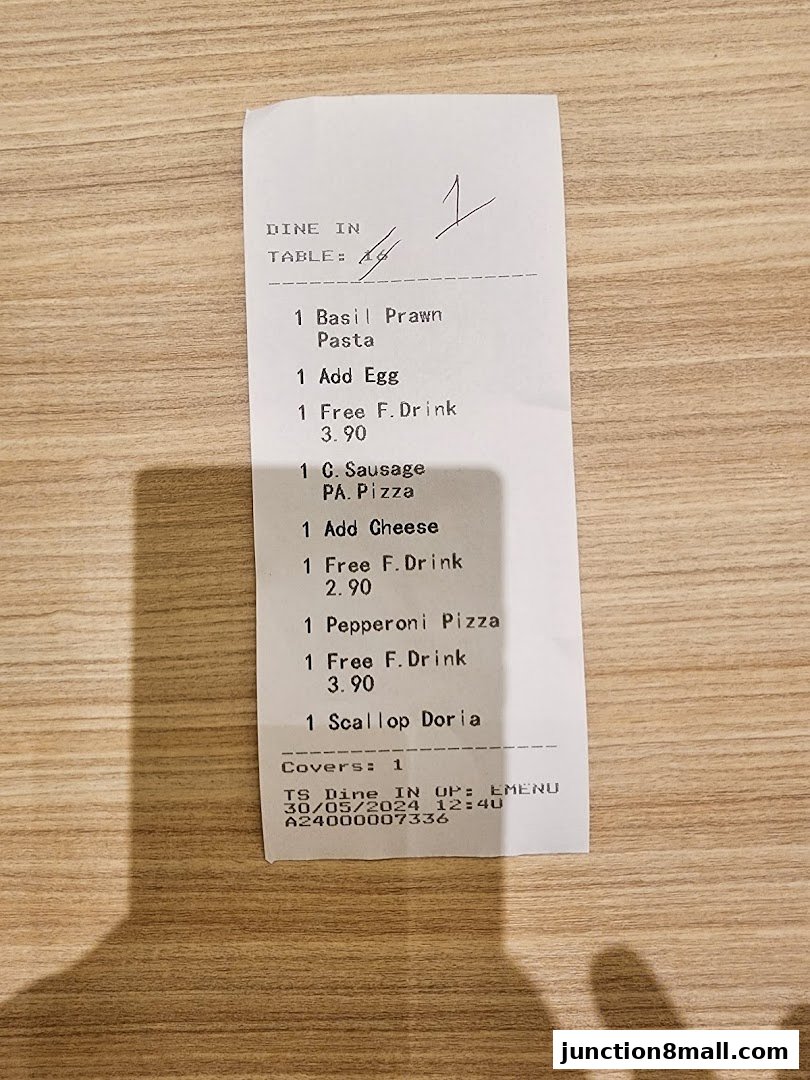 1
DINE IN
TABLE: 16
1 Basil Prawn
Pasta
1 Add Egg
1 Free F.Drink
3.90
1 C.Sausage
PA.Pizza
1 Add Cheese
1 Free F.Drink
2.90
1 Pepperoni Pizza
1 Free F.Drink
3.90
1 Scallop Doria
Covers: 1
TS Dine IN OP: EMENU
30/05/2024 12:40
A24000007336
junction8mall.com